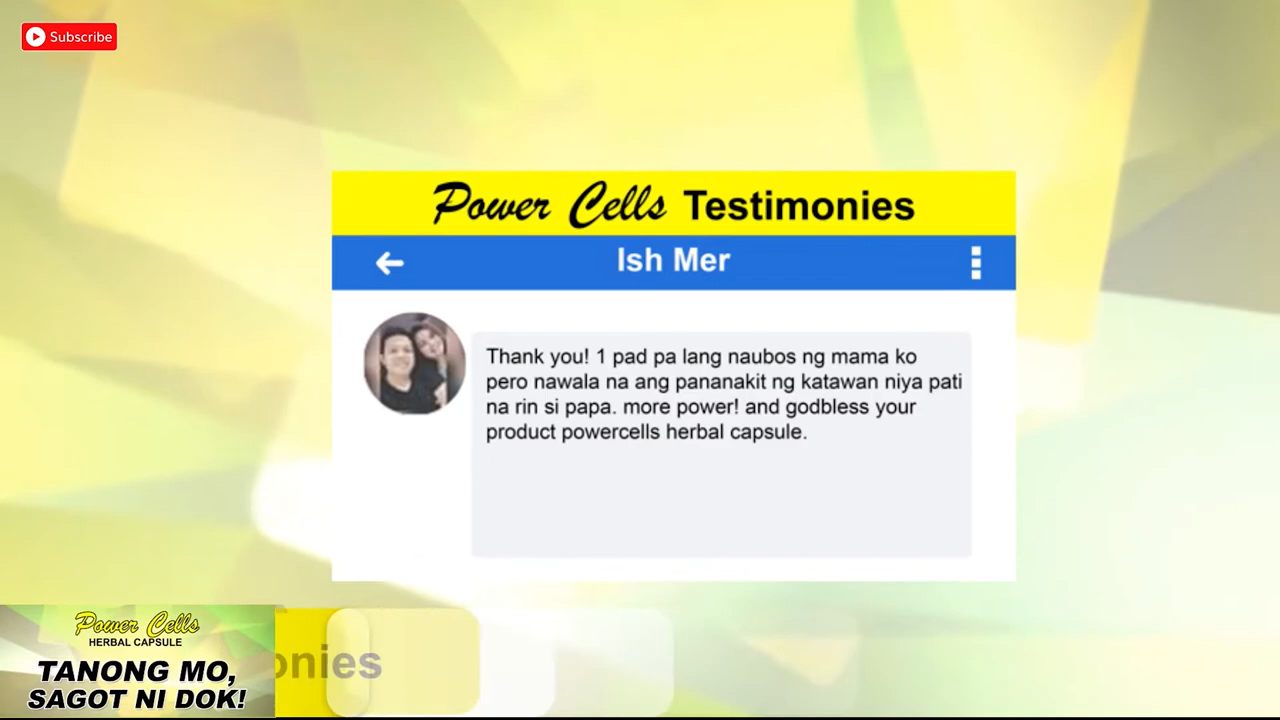 Subscribe
Power Cells Testimonies
Ish Mer
Thank you! 1 pad pa lang naubos ng mama ko
pero nawala na ang pananakit ng katawan niya pati
na rin si papa. more power! and godbless your
product powercells herbal capsule.
Power Cells
HERBAL CAPSULE
TANONG MO,
SAGOT NI DOK!
onies